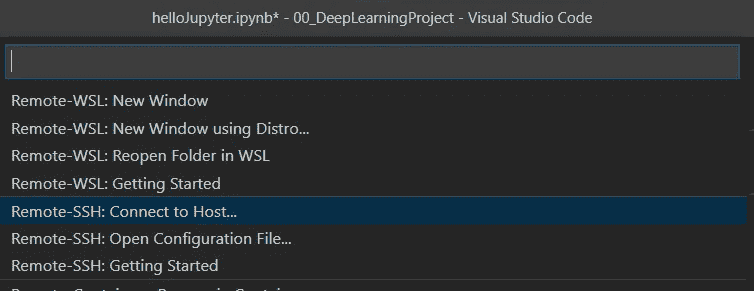 helloJupyter.ipynb* - 00_DeepLearningProject - Visual Studio Code
Remote-WSL: New Window
Remote-WSL: New Window using Distro...
Remote-WSL: Reopen Folder in WSL
Remote-WSL: Getting Started
Remote-SSH: Connect to Host...
Remote-SSH: Open Configuration File...
Remote-SSH: Getting Started